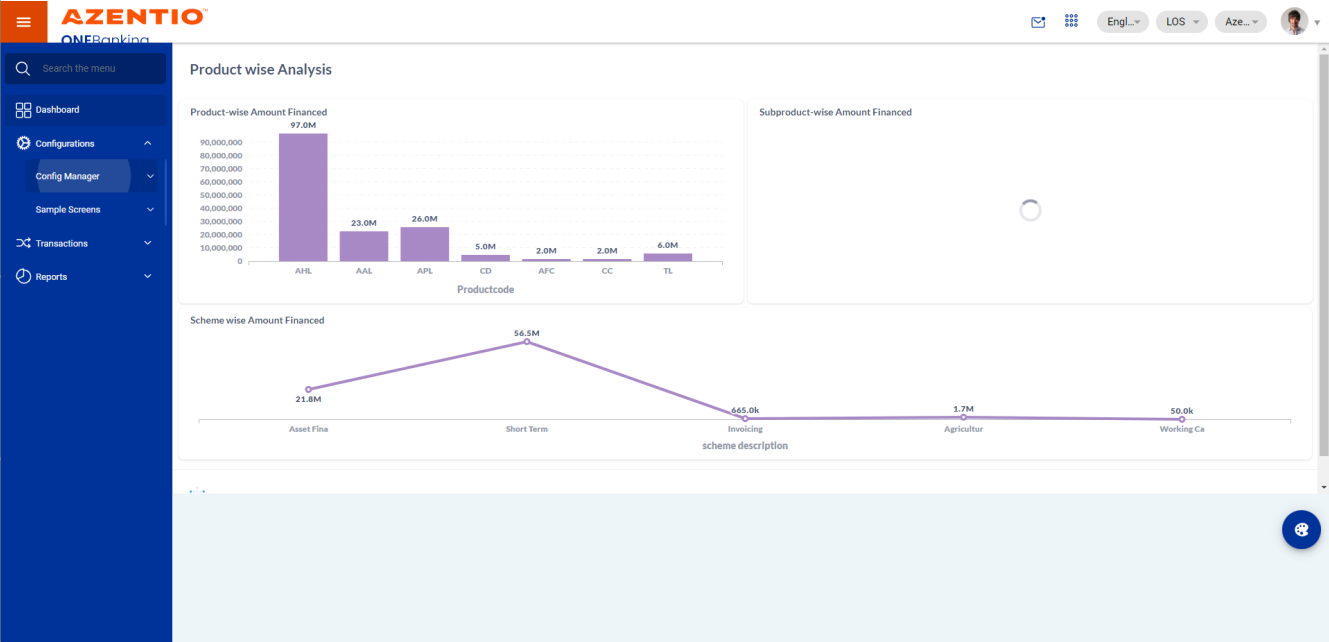 AZENTIO™
ONEBanking
Engl...
LOS
Aze...
Search the menu
Dashboard
Configurations
Config Manager
Sample Screens
Transactions
Reports
Product wise Analysis
Product-wise Amount Financed
97.0M
90,000,000
80,000,000
70,000,000
60,000,000
50,000,000
40,000,000
30,000,000
20,000,000
10,000,000
0
23.0M
26.0M
5.0M
2.0M
2.0M
6.0M
AHL
AAL
APL
CD
AFC
CC
TL
Productcode
Subproduct-wise Amount Financed
Scheme wise Amount Financed
56.5M
21.8M
665.0k
1.7M
50.0k
Asset Fina
Short Term
Invoicing
Agricultur
Working Ca
scheme description